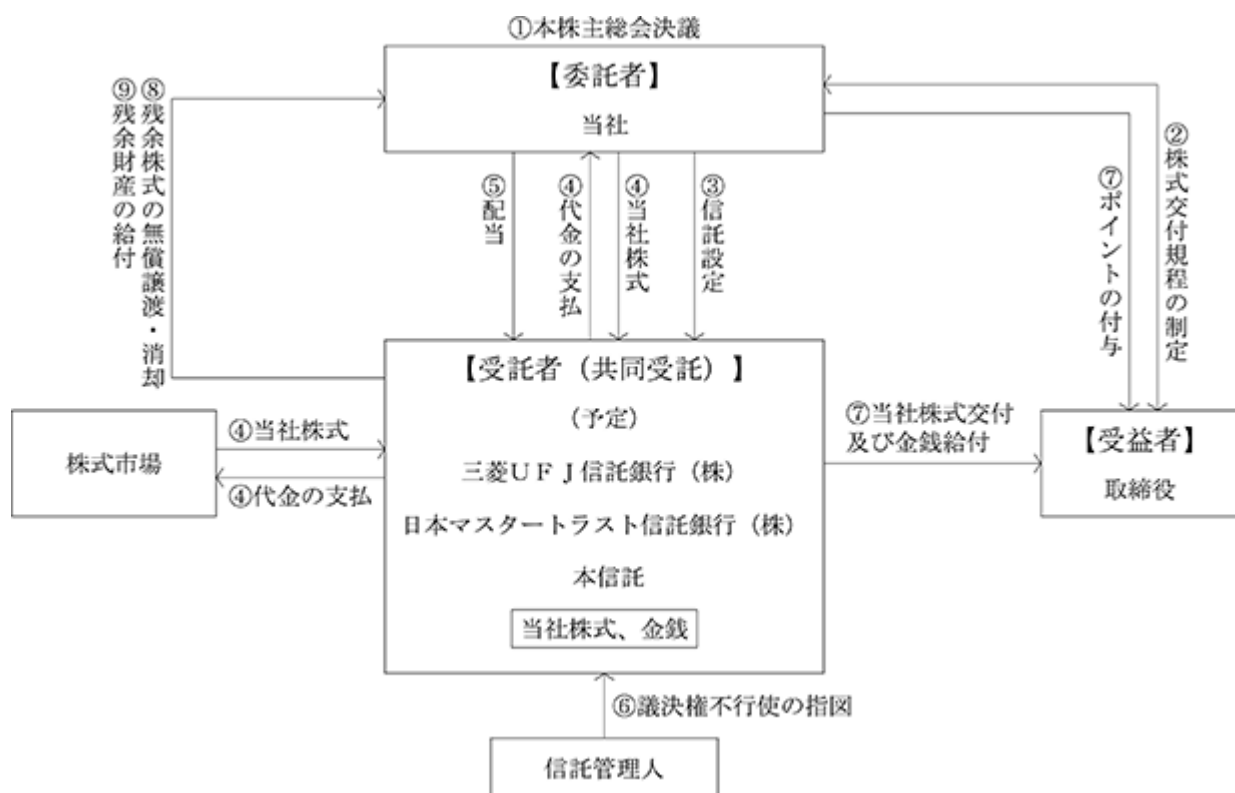 ①本株主総会決議
【委託者】
当社
⑨残余財産の給付
⑧残余株式の無償譲渡・消却
⑤配当
④代金の支払
④当社株式
③信託設定
⑦ポイントの付与
②株式交付規程の制定
【受託者（共同受託）】
（予定）
三菱ＵＦＪ信託銀行（株）
日本マスタートラスト信託銀行（株）
本信託
当社株式、金銭
株式市場
④当社株式
④代金の支払
⑦当社株式交付
及び金銭給付
【受益者】
取締役
⑥議決権不行使の指図
信託管理人